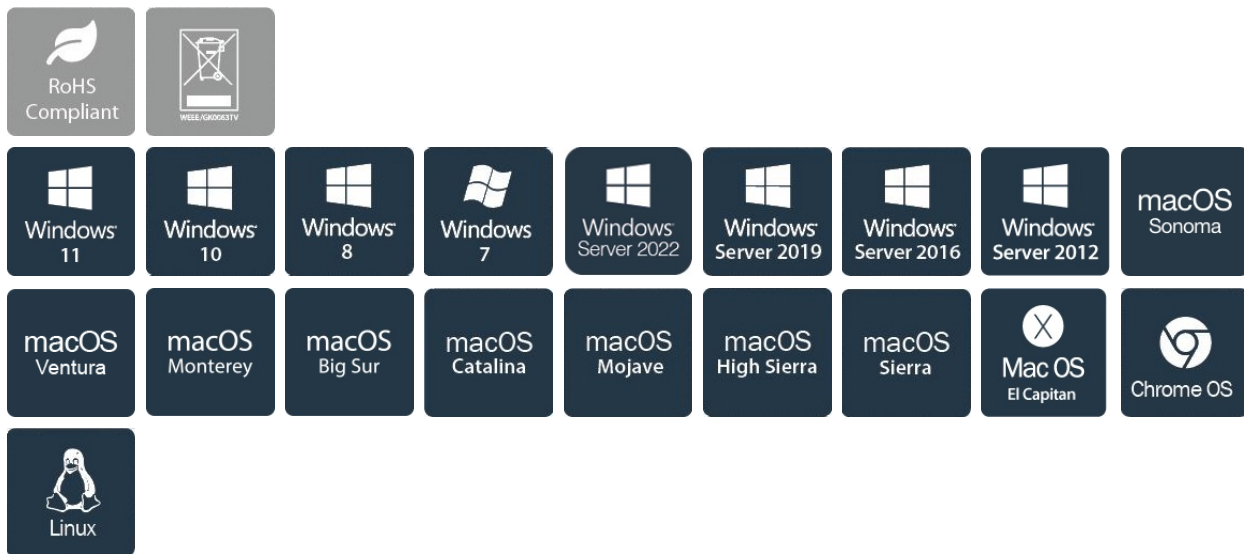 RoHS
Compliant
WEEE/GK0083TV
Windows
11
Windows
10
Windows
8
Windows
7
Windows
Server 2022
Windows
Server 2019
Windows
Server 2016
Windows
Server 2012
macOS
Sonoma
macOS
Ventura
macOS
Monterey
macOS
Big Sur
macOS
Catalina
macOS
Mojave
macOS
High Sierra
macOS
Sierra
Mac OS
El Capitan
Chrome OS
Linux